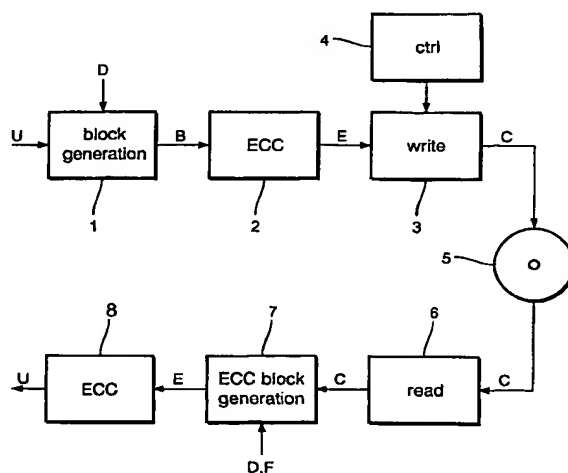 4
ctrl
D
U
block
generation
B
ECC
E
write
C
1
2
3
5
8
7
6
U
ECC
E
ECC block
generation
C
read
C
D,F